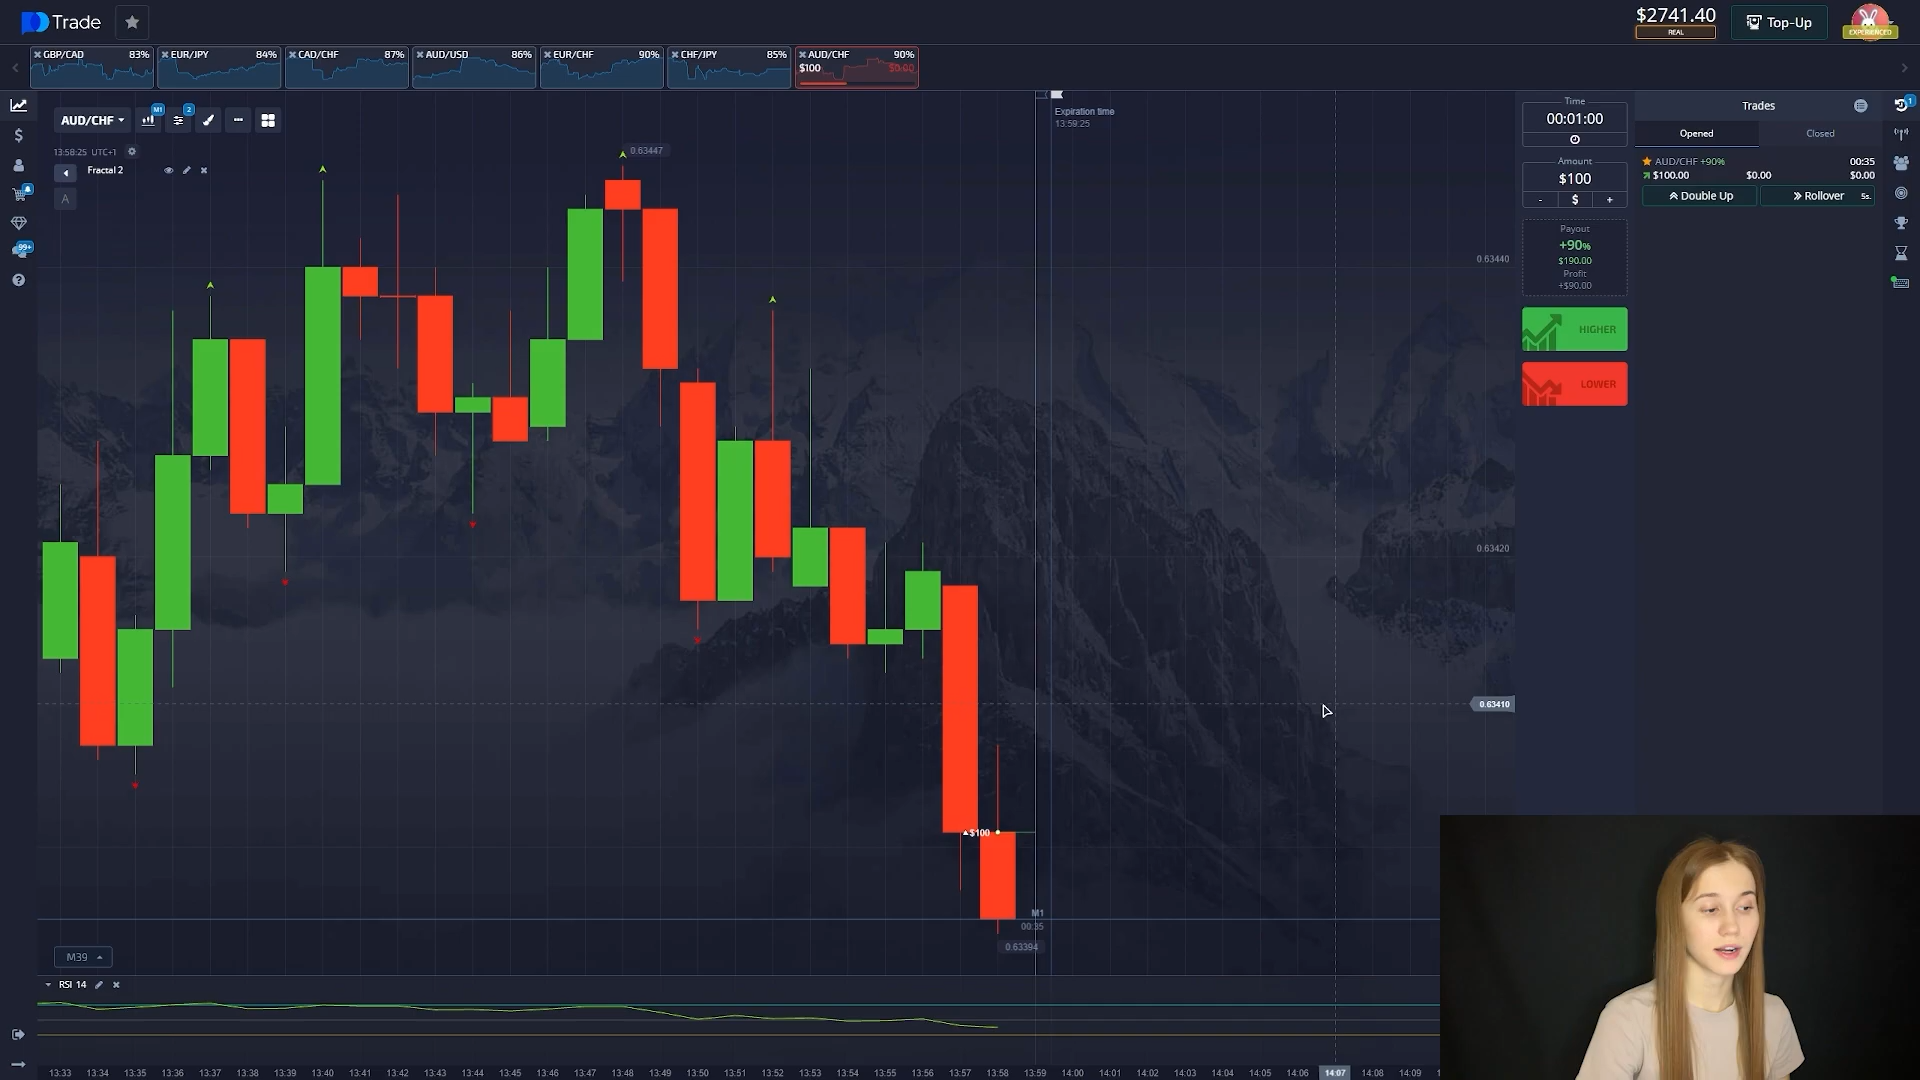 Trade
$2741.40
REAL
Top-Up
EXPERIENCED
GBP/CAD 83%
EUR/JPY 84%
CAD/CHF 87%
AUD/USD 86%
EUR/CHF 90%
CHF/JPY 85%
AUD/CHF 90%
$100 $0.00
AUD/CHF
M1
2
13:58:25 UTC+1
Fractal 2
A
99+
0.63447
Expiration time
13:59:25
0.63440
0.63420
0.63410
$100
M1
00:35
0.63394
M39
RSI 14
13:33 13:34 13:35 13:36 13:37 13:38 13:39 13:40 13:41 13:42 13:43 13:44 13:45 13:46 13:47 13:48 13:49 13:50 13:51 13:52 13:53 13:54 13:55 13:56 13:57 13:58 13:59 14:00 14:01 14:02 14:03 14:04 14:05 14:06 14:07 14:08 14:09
Time
00:01:00
Amount
$100
- $ +
Payout
+90%
$190.00
Profit
+$90.00
HIGHER
LOWER
Trades
1
Opened Closed
AUD/CHF +90% 00:35
$100.00 $0.00 $0.00
Double Up
Rollover 5s.